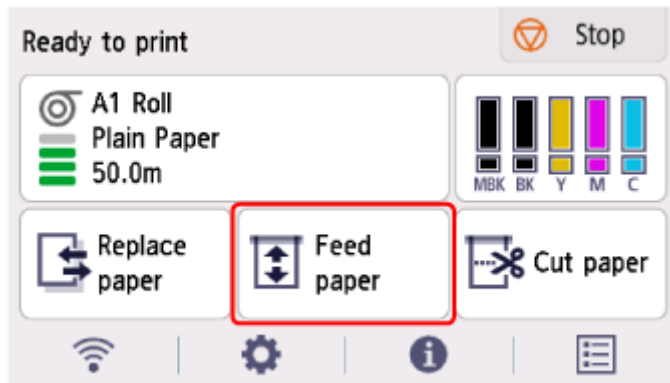 Ready to print
Stop
A1 Roll
Plain Paper
50.0m
MBK BK Y M C
Replace
paper
Feed
paper
Cut paper